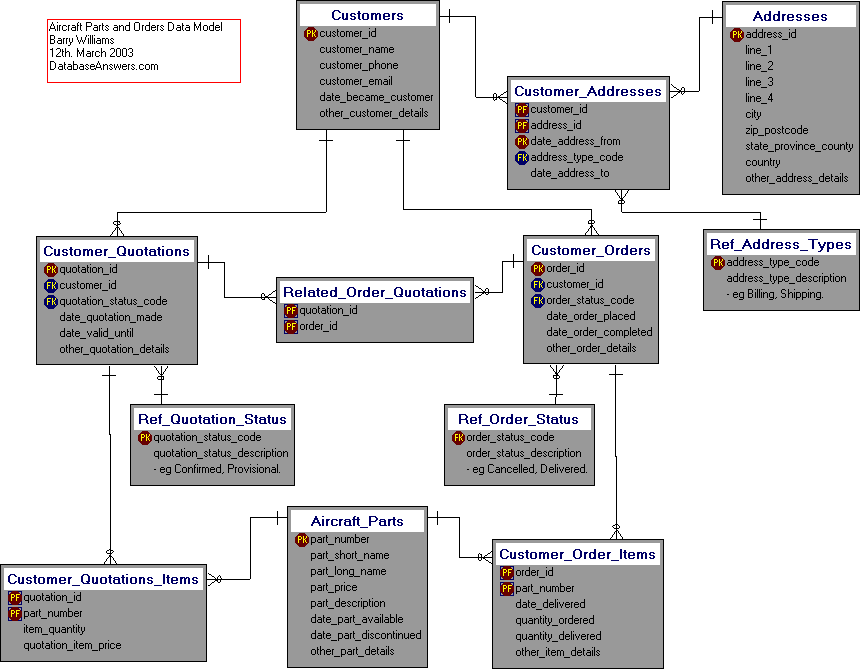 Aircraft Parts and Orders Data Model
Barry Williams
12th. March 2003
DatabaseAnswers.com
Customers
PK customer_id
customer_name
customer_phone
customer_email
date_became_customer
other_customer_details
Addresses
PK address_id
line_1
line_2
line_3
line_4
city
zip_postcode
state_province_county
country
other_address_details
Customer_Addresses
PF customer_id
PF address_id
PK date_address_from
FK address_type_code
date_address_to
Ref_Address_Types
PK address_type_code
address_type_description
- eg Billing, Shipping.
Customer_Quotations
PK quotation_id
FK customer_id
FK quotation_status_code
date_quotation_made
date_valid_until
other_quotation_details
Related_Order_Quotations
PF quotation_id
PF order_id
Customer_Orders
PK order_id
FK customer_id
FK order_status_code
date_order_placed
date_order_completed
other_order_details
Ref_Quotation_Status
PK quotation_status_code
quotation_status_description
- eg Confirmed, Provisional.
Ref_Order_Status
FK order_status_code
order_status_description
- eg Cancelled, Delivered.
Customer_Quotations_Items
PF quotation_id
PF part_number
item_quantity
quotation_item_price
Aircraft_Parts
PK part_number
part_short_name
part_long_name
part_price
part_description
date_part_available
date_part_discontinued
other_part_details
Customer_Order_Items
PF order_id
PF part_number
date_delivered
quantity_ordered
quantity_delivered
other_item_details